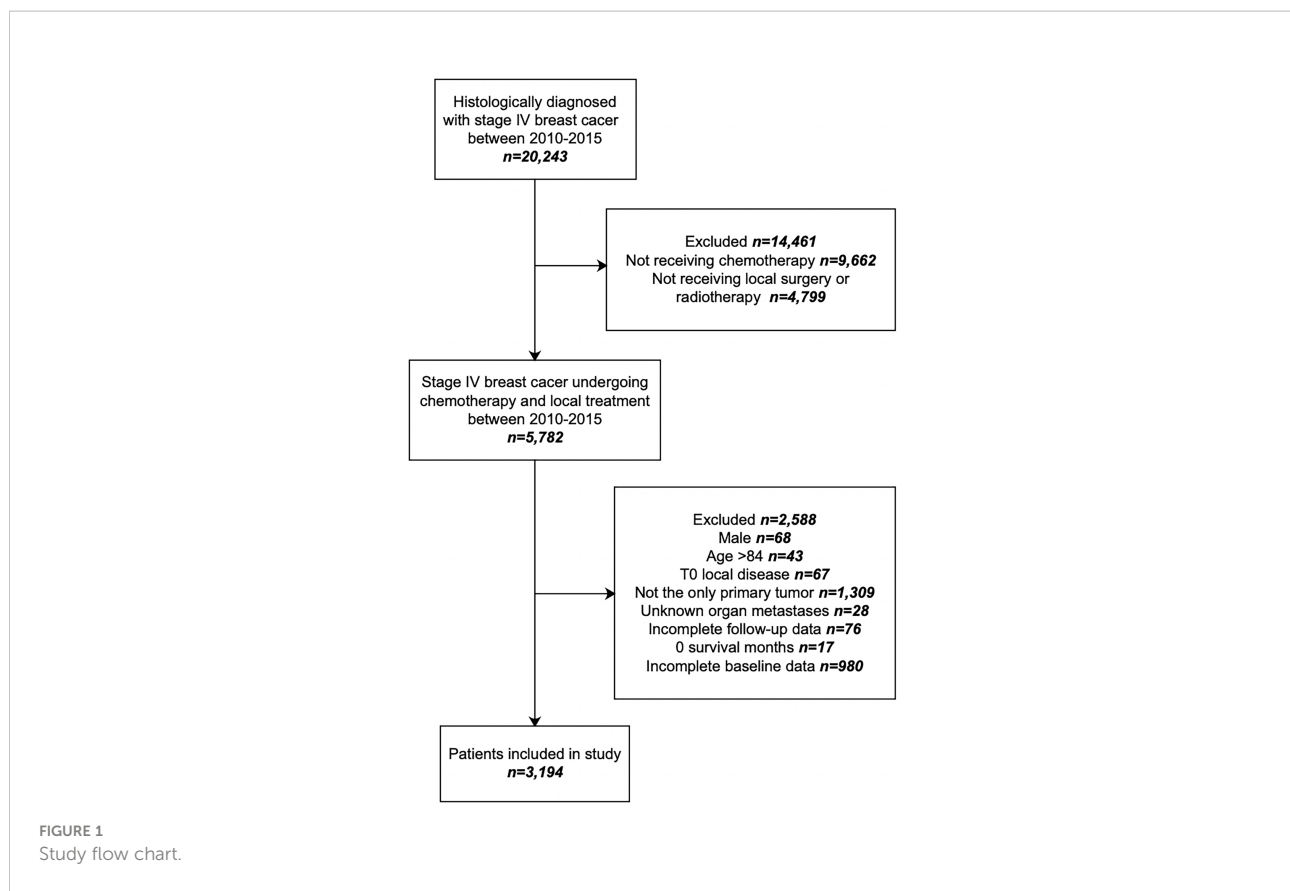 Histologically diagnosed
with stage IV breast cacer
between 2010-2015
n=20,243
Excluded n=14,461
Not receiving chemotherapy n=9,662
Not receiving local surgery or
radiotherapy n=4,799
Stage IV breast cacer undergoing
chemotherapy and local treatment
between 2010-2015
n=5,782
Excluded n=2,588
Male n=68
Age >84 n=43
T0 local disease n=67
Not the only primary tumor n=1,309
Unknown organ metastases n=28
Incomplete follow-up data n=76
0 survival months n=17
Incomplete baseline data n=980
Patients included in study
n=3,194
FIGURE 1
Study flow chart.